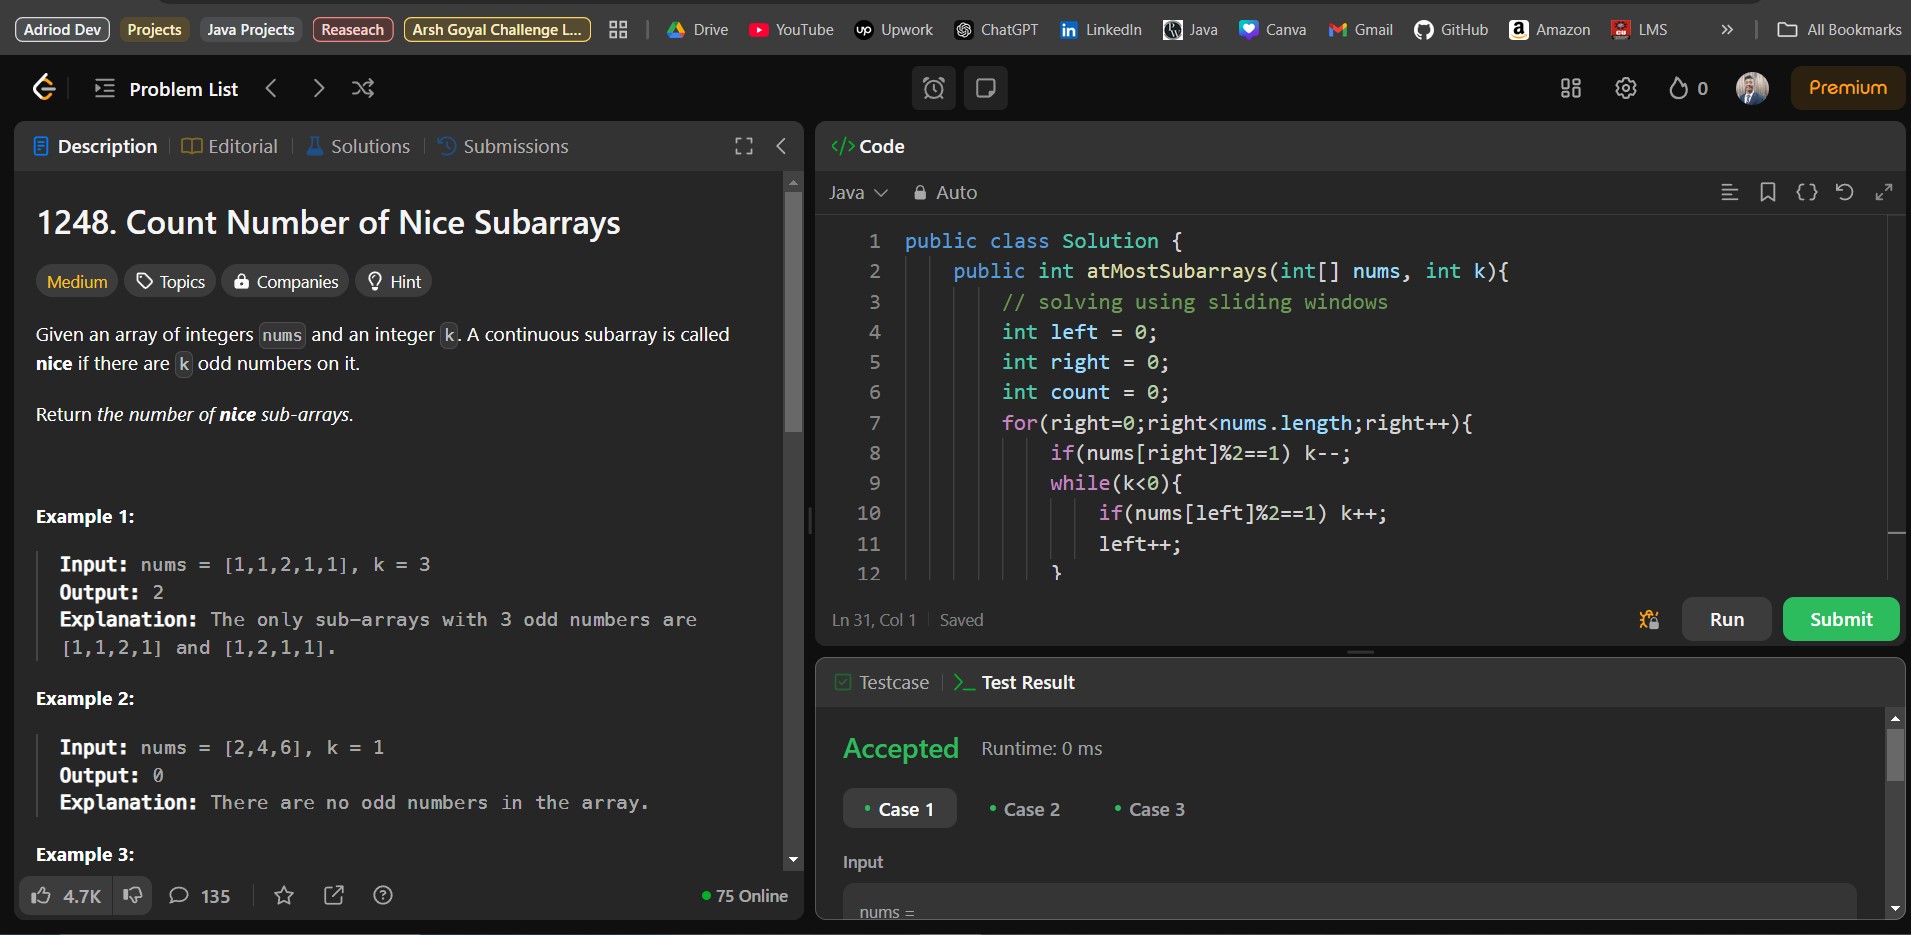 Adriod Dev Projects Java Projects Reaseach Arsh Goyal Challenge L... Drive YouTube Upwork ChatGPT LinkedIn Java Canva Gmail GitHub Amazon LMS » All Bookmarks
Problem List 0 Premium
Description Editorial Solutions Submissions
1248. Count Number of Nice Subarrays
Medium Topics Companies Hint
Given an array of integers nums and an integer k. A continuous subarray is called
nice if there are k odd numbers on it.
Return the number of nice sub-arrays.
Example 1:
Input: nums = [1,1,2,1,1], k = 3
Output: 2
Explanation: The only sub-arrays with 3 odd numbers are
[1,1,2,1] and [1,2,1,1].
Example 2:
Input: nums = [2,4,6], k = 1
Output: 0
Explanation: There are no odd numbers in the array.
Example 3:
4.7K 135 75 Online
</> Code
Java Auto
1 public class Solution {
2 public int atMostSubarrays(int[] nums, int k){
3 // solving using sliding windows
4 int left = 0;
5 int right = 0;
6 int count = 0;
7 for(right=0;right<nums.length;right++){
8 if(nums[right]%2==1) k--;
9 while(k<0){
10 if(nums[left]%2==1) k++;
11 left++;
12 }
Ln 31, Col 1 Saved Run Submit
Testcase >_ Test Result
Accepted Runtime: 0 ms
Case 1 Case 2 Case 3
Input
nums =